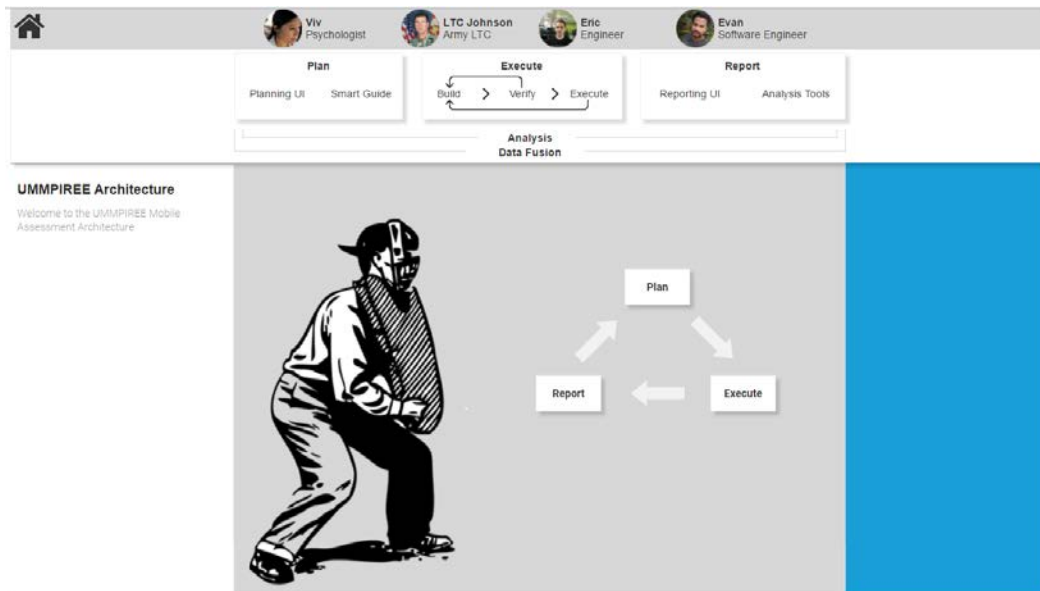 Viv
Psychologist
LTC Johnson
Army LTC
Eric
Engineer
Evan
Software Engineer
Plan
Planning UI Smart Guide
Execute
Build > Verify > Execute
Report
Reporting UI Analysis Tools
Analysis
Data Fusion
UMMPIREE Architecture
Welcome to the UMMPIREE Mobile
Assessment Architecture
Plan
Report
Execute